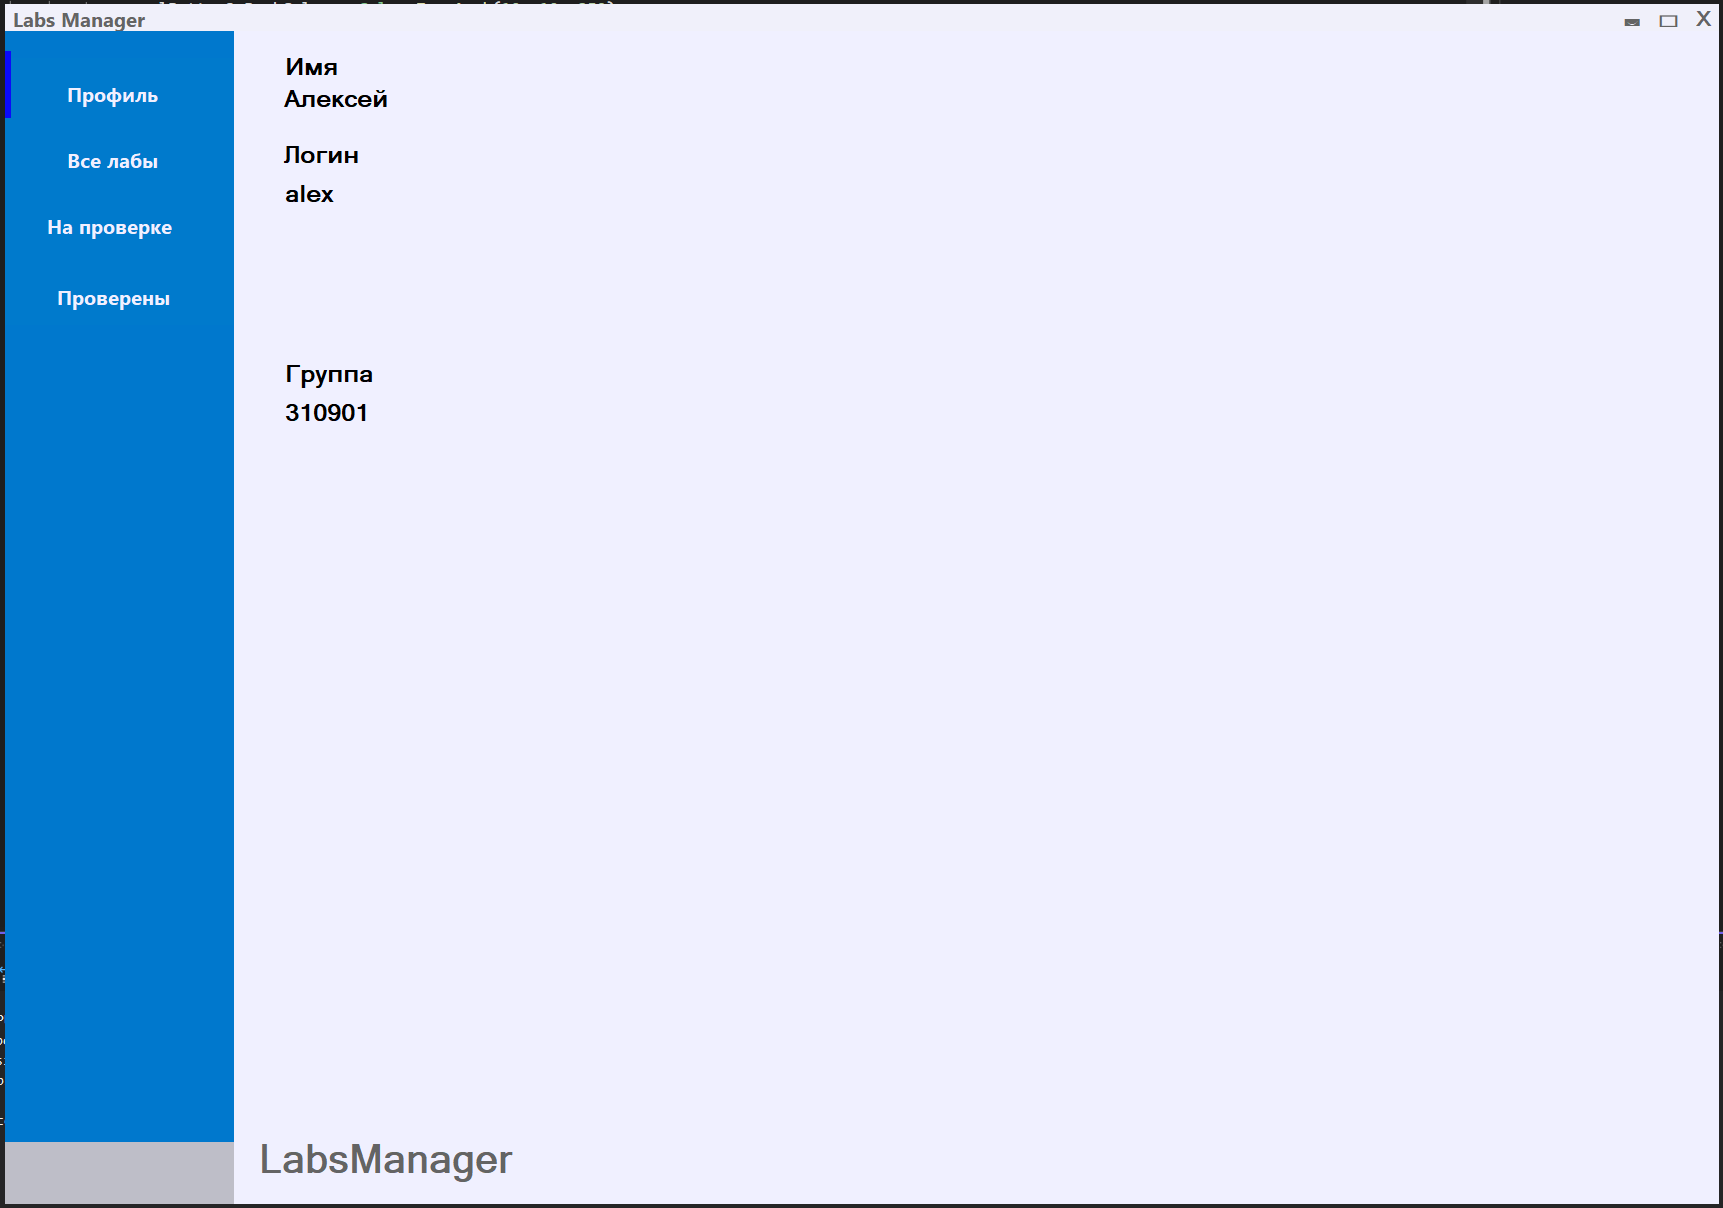 Labs Manager
X
Профиль
Все лабы
На проверке
Проверены
Имя
Алексей
Логин
alex
Группа
310901
LabsManager